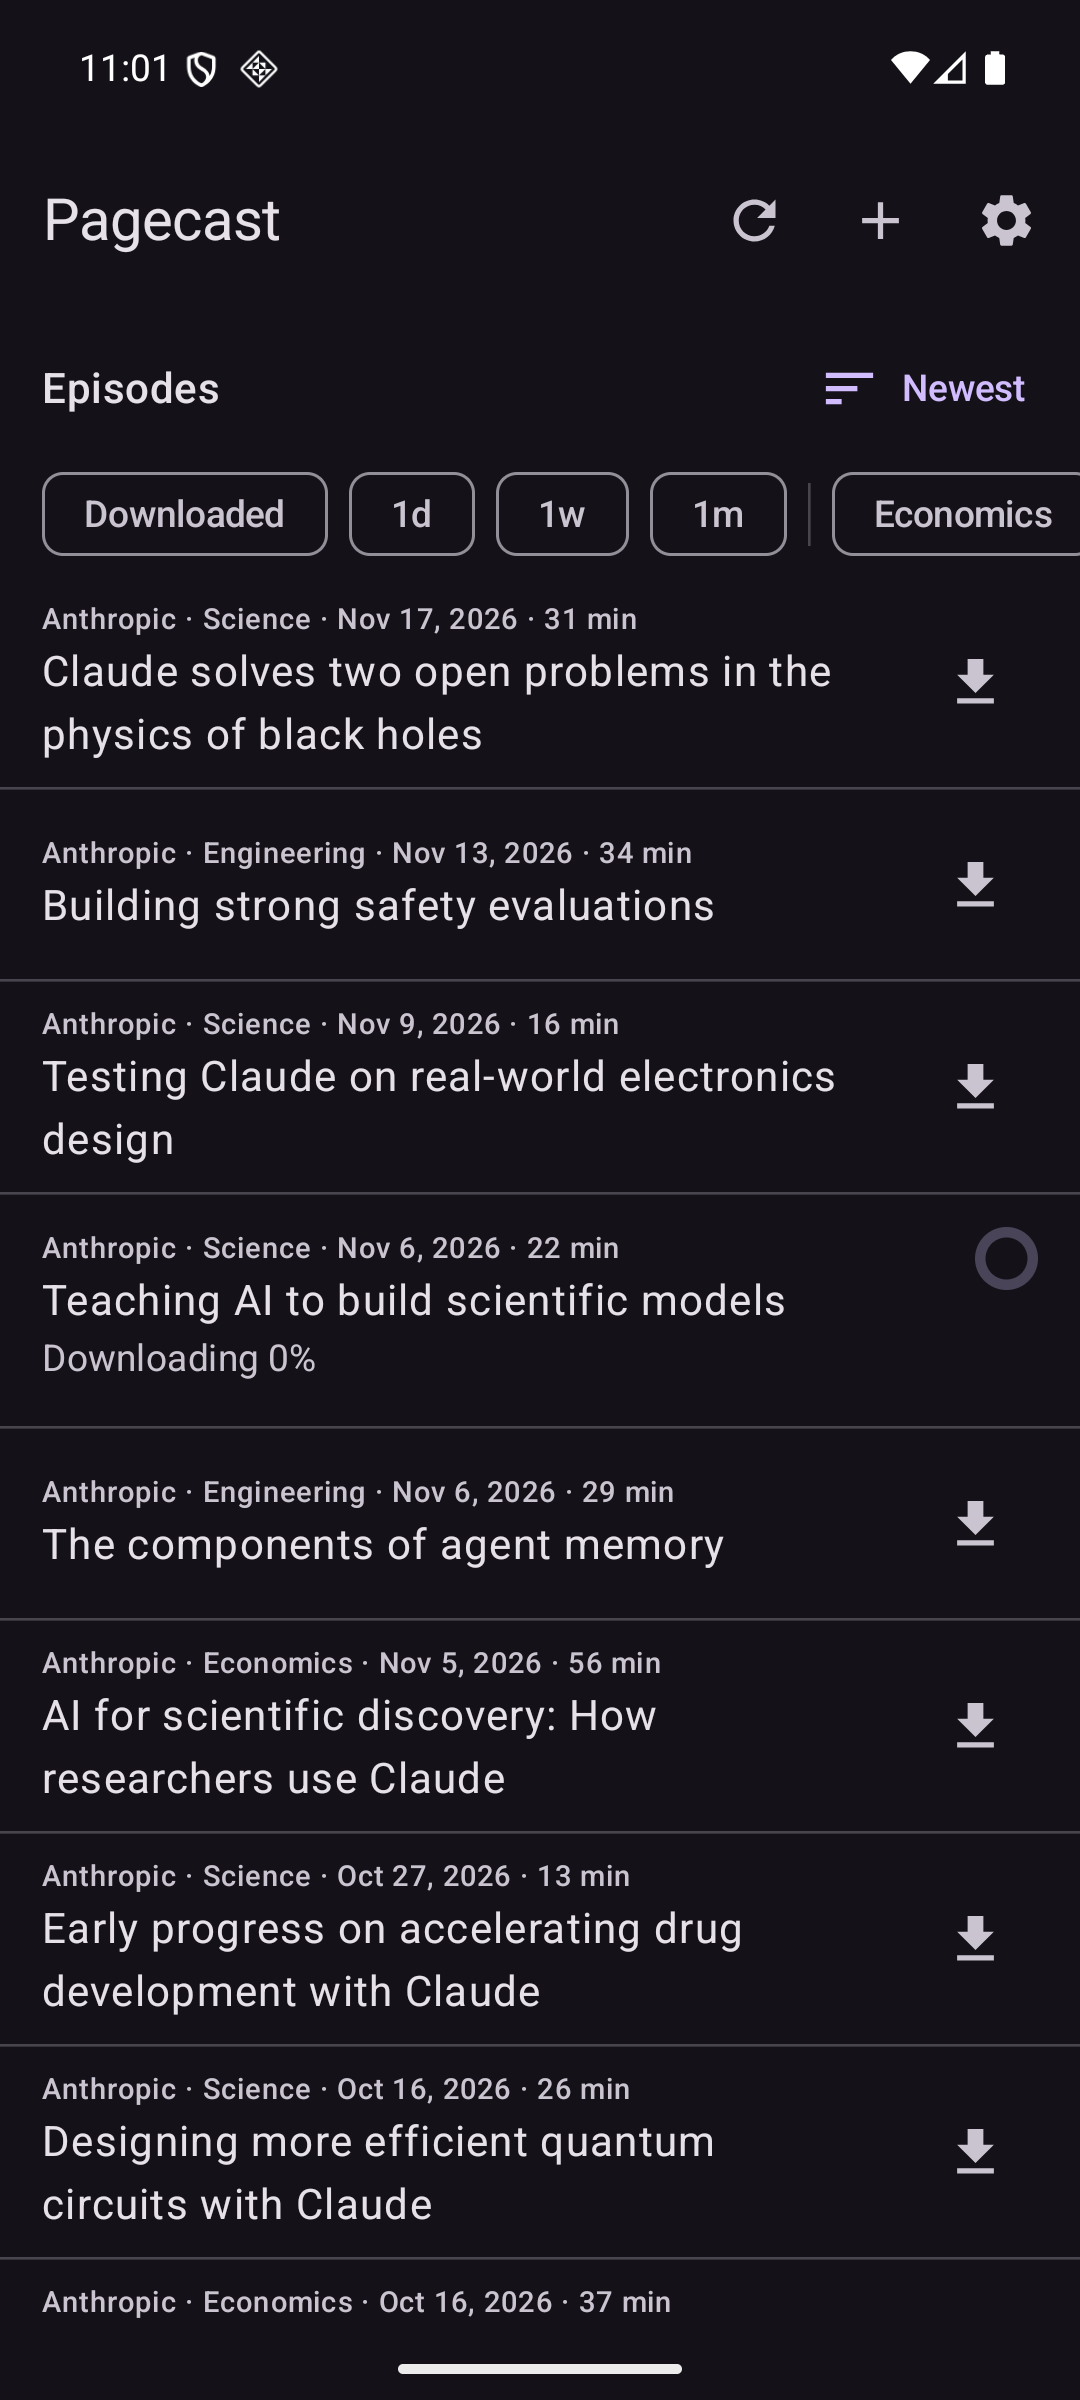 11:01
Pagecast
Episodes
Newest
Downloaded
1d
1w
1m
Economics
Anthropic · Science · Nov 17, 2026 · 31 min
Claude solves two open problems in the
physics of black holes
Anthropic · Engineering · Nov 13, 2026 · 34 min
Building strong safety evaluations
Anthropic · Science · Nov 9, 2026 · 16 min
Testing Claude on real-world electronics
design
Anthropic · Science · Nov 6, 2026 · 22 min
Teaching AI to build scientific models
Downloading 0%
Anthropic · Engineering · Nov 6, 2026 · 29 min
The components of agent memory
Anthropic · Economics · Nov 5, 2026 · 56 min
AI for scientific discovery: How
researchers use Claude
Anthropic · Science · Oct 27, 2026 · 13 min
Early progress on accelerating drug
development with Claude
Anthropic · Science · Oct 16, 2026 · 26 min
Designing more efficient quantum
circuits with Claude
Anthropic · Economics · Oct 16, 2026 · 37 min